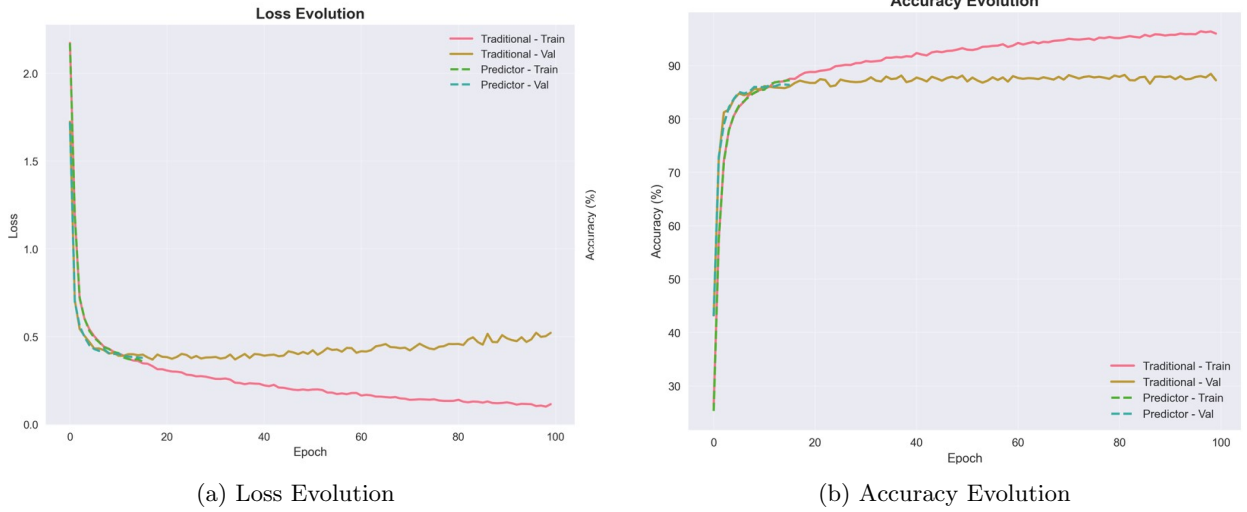 Loss Evolution
Traditional - Train
Traditional - Val
Predictor - Train
Predictor - Val
2.0
1.5
1.0
0.5
0.0
Loss
0 20 40 60 80 100
Epoch
(a) Loss Evolution
Accuracy (%)
Accuracy Evolution
90
80
70
60
50
40
30
Accuracy (%)
Traditional - Train
Traditional - Val
Predictor - Train
Predictor - Val
0 20 40 60 80 100
Epoch
(b) Accuracy Evolution